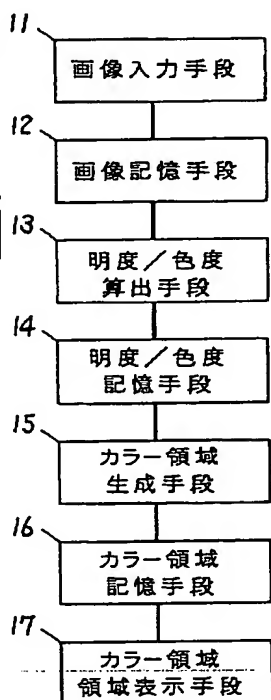 11
画像入力手段
12
画像記憶手段
13
明度／色度
算出手段
14
明度／色度
記憶手段
15
カラー領域
生成手段
16
カラー領域
記憶手段
17
カラー領域
領域表示手段